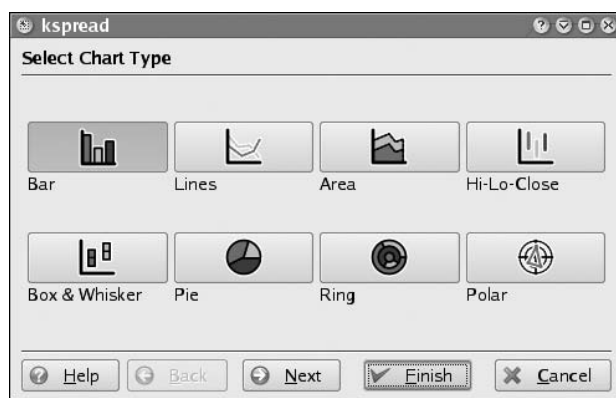 kspread
Select Chart Type
Bar Lines Area Hi-Lo-Close
Box & Whisker Pie Ring Polar
Help Back Next Finish Cancel